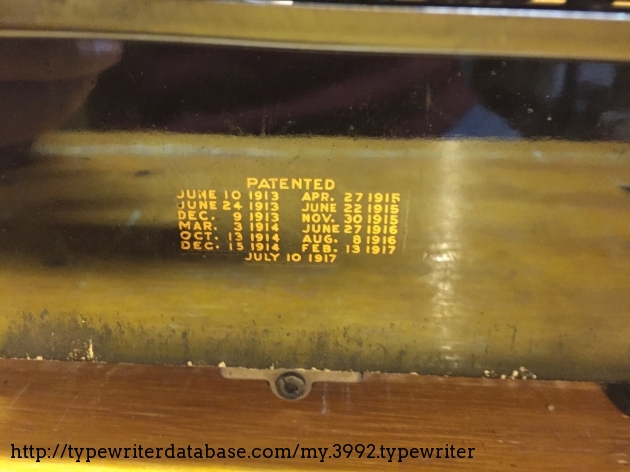 PATENTED
JUNE 10 1913 APR. 27 1915
JUNE 24 1913 JUNE 22 1915
DEC. 9 1913 NOV. 30 1915
MAR. 3 1914 JUNE 27 1916
OCT. 13 1914 AUG. 8 1916
DEC. 15 1914 FEB. 13 1917
JULY 10 1917
http://typewriterdatabase.com/my.3992.typewriter